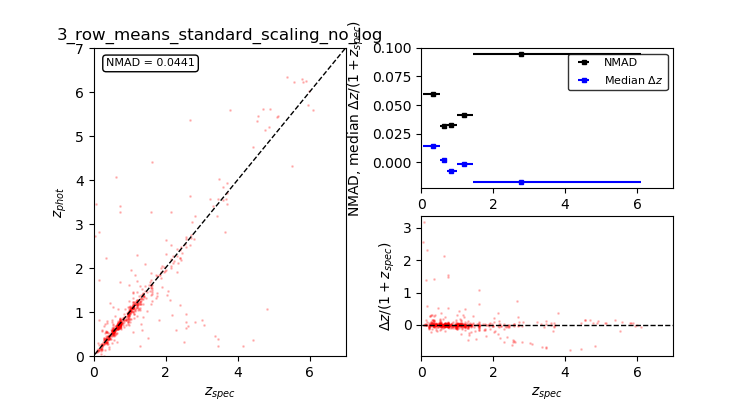 3_row_means_standard_scaling_no_log
NMAD = 0.0441
7
6
5
4
3
2
1
0
z_phot
0 2 4 6
z_spec
NMAD, median Δz/(1 + z_spec)
0.100
0.075
0.050
0.025
0.000
NMAD
Median Δz
0 2 4 6
Δz/(1 + z_spec)
3
2
1
0
0 2 4 6
z_spec